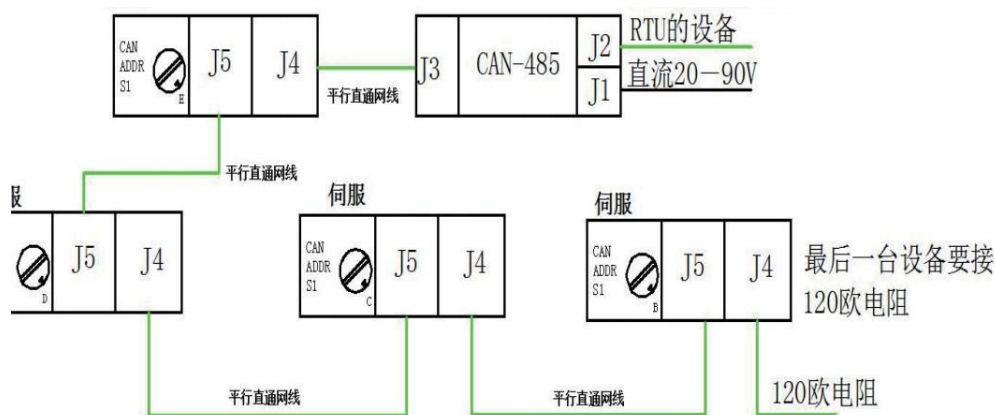 CAN
ADDR
S1
E
J5
J4
平行直通网线
J3
CAN-485
J2
J1
RTU的设备
直流20-90V
平行直通网线
服
J5
J4
D
伺服
CAN
ADDR
S1
C
J5
J4
伺服
CAN
ADDR
S1
B
J5
J4
最后一台设备要接
120欧电阻
平行直通网线
平行直通网线
120欧电阻